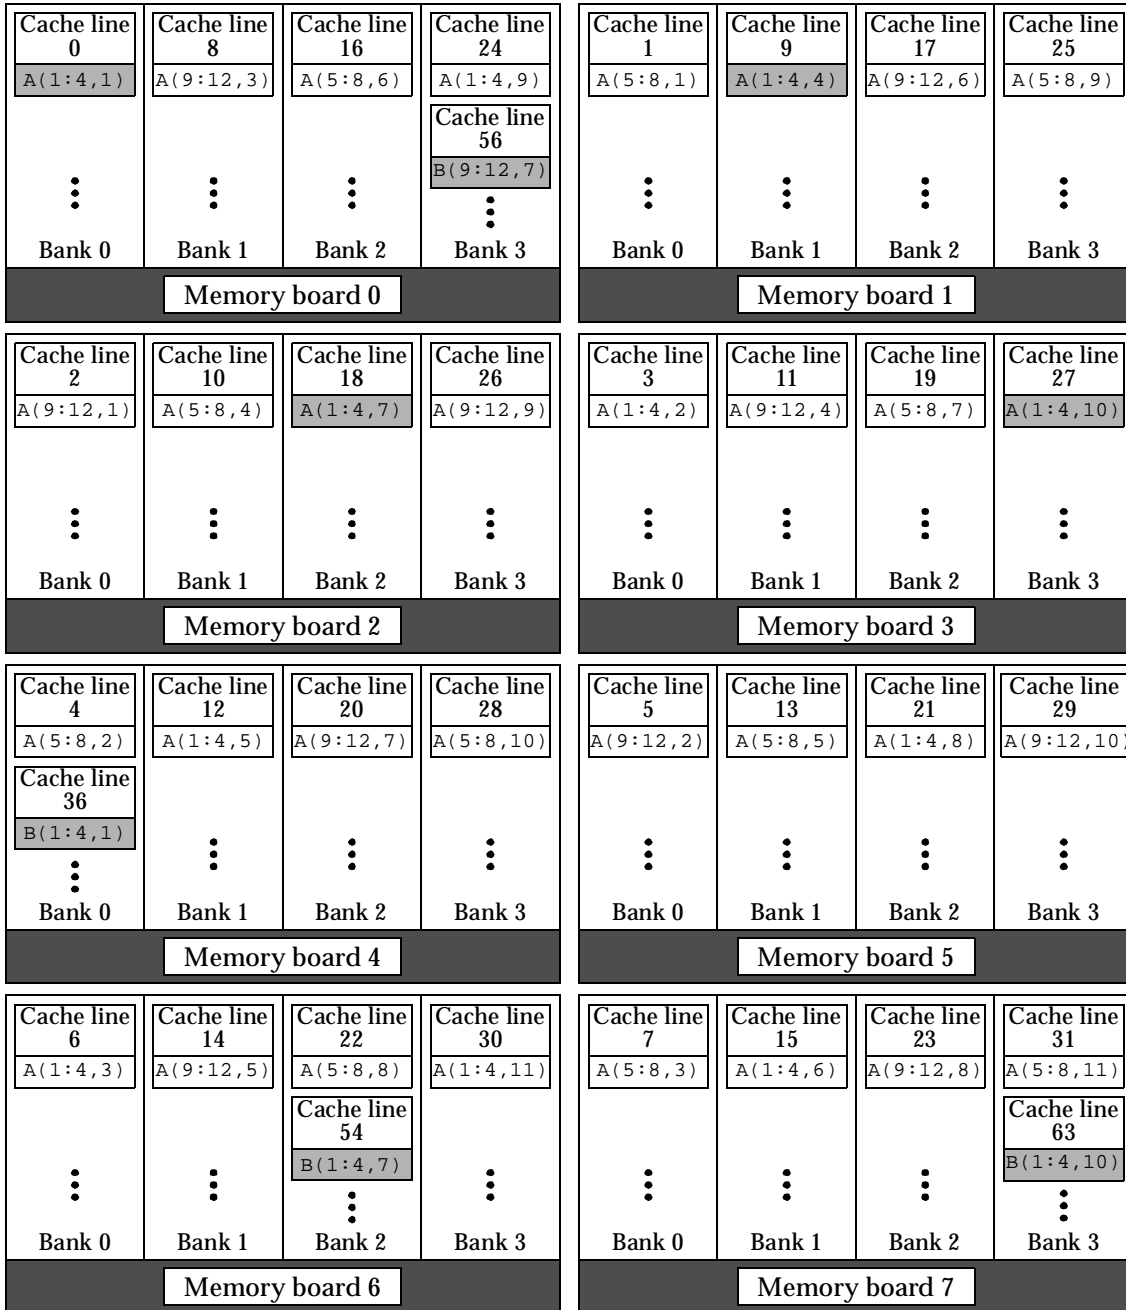 Cache line
0
A(1:4,1)
Cache line
8
A(9:12,3)
Cache line
16
A(5:8,6)
Cache line
24
A(1:4,9)
Cache line
56
B(9:12,7)
Bank 0
Bank 1
Bank 2
Bank 3
Memory board 0
Cache line
1
A(5:8,1)
Cache line
9
A(1:4,4)
Cache line
17
A(9:12,6)
Cache line
25
A(5:8,9)
Bank 0
Bank 1
Bank 2
Bank 3
Memory board 1
Cache line
2
A(9:12,1)
Cache line
10
A(5:8,4)
Cache line
18
A(1:4,7)
Cache line
26
A(9:12,9)
Bank 0
Bank 1
Bank 2
Bank 3
Memory board 2
Cache line
3
A(1:4,2)
Cache line
11
A(9:12,4)
Cache line
19
A(5:8,7)
Cache line
27
A(1:4,10)
Bank 0
Bank 1
Bank 2
Bank 3
Memory board 3
Cache line
4
A(5:8,2)
Cache line
36
B(1:4,1)
Cache line
12
A(1:4,5)
Cache line
20
A(9:12,7)
Cache line
28
A(5:8,10)
Bank 0
Bank 1
Bank 2
Bank 3
Memory board 4
Cache line
5
A(9:12,2)
Cache line
13
A(5:8,5)
Cache line
21
A(1:4,8)
Cache line
29
A(9:12,10)
Bank 0
Bank 1
Bank 2
Bank 3
Memory board 5
Cache line
6
A(1:4,3)
Cache line
14
A(9:12,5)
Cache line
22
A(5:8,8)
Cache line
54
B(1:4,7)
Cache line
30
A(1:4,11)
Bank 0
Bank 1
Bank 2
Bank 3
Memory board 6
Cache line
7
A(5:8,3)
Cache line
15
A(1:4,6)
Cache line
23
A(9:12,8)
Cache line
31
A(5:8,11)
Cache line
63
B(1:4,10)
Bank 0
Bank 1
Bank 2
Bank 3
Memory board 7